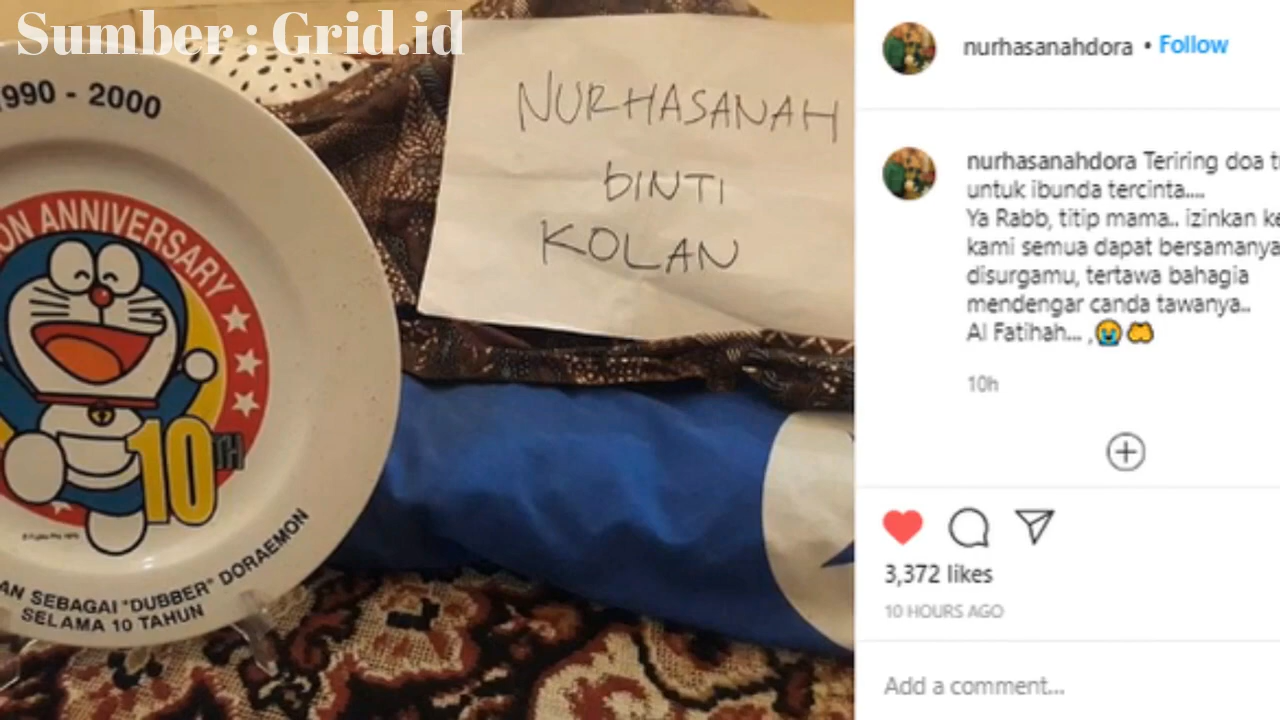 Sumber : Grid.id
1990 - 2000
ON ANNIVERSARY
10TH
AN SEBAGAI "DUBBER" DORAEMON
SELAMA 10 TAHUN
NURHASANAH
bINTI
KOLAN
nurhasanahdora • Follow
nurhasanahdora Teriring doa
untuk ibunda tercinta....
Ya Rabb, titip mama.. izinkan
kami semua dapat bersamanya
disurgamu, tertawa bahagia
mendengar canda tawanya..
Al Fatihah... ,😭🤲
10h
3,372 likes
10 HOURS AGO
Add a comment...